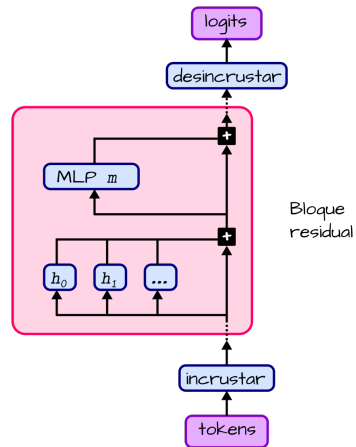 logits
desincrustar
+
MLP m
Bloque
residual
+
h₀ h₁ ...
incrustar
tokens